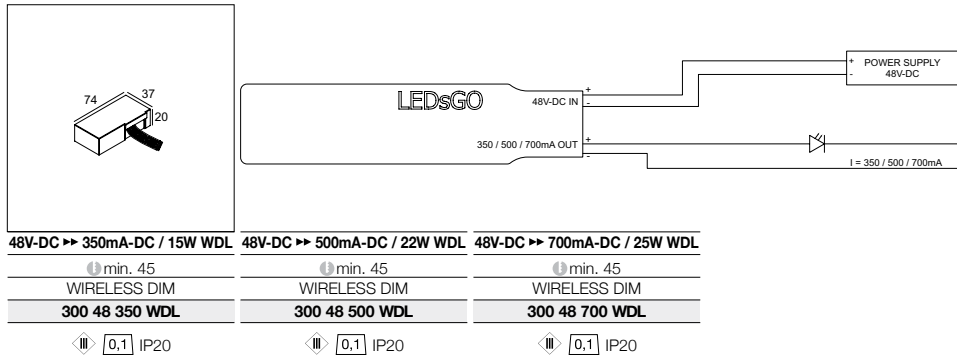 74
37
20
LEDsGO
48V-DC IN
+
-
350 / 500 / 700mA OUT
+
-
+ POWER SUPPLY
- 48V-DC
I = 350 / 500 / 700mA
48V-DC ▸▸ 350mA-DC / 15W WDL
min. 45
WIRELESS DIM
300 48 350 WDL
III 0,1 IP20
48V-DC ▸▸ 500mA-DC / 22W WDL
min. 45
WIRELESS DIM
300 48 500 WDL
III 0,1 IP20
48V-DC ▸▸ 700mA-DC / 25W WDL
min. 45
WIRELESS DIM
300 48 700 WDL
III 0,1 IP20